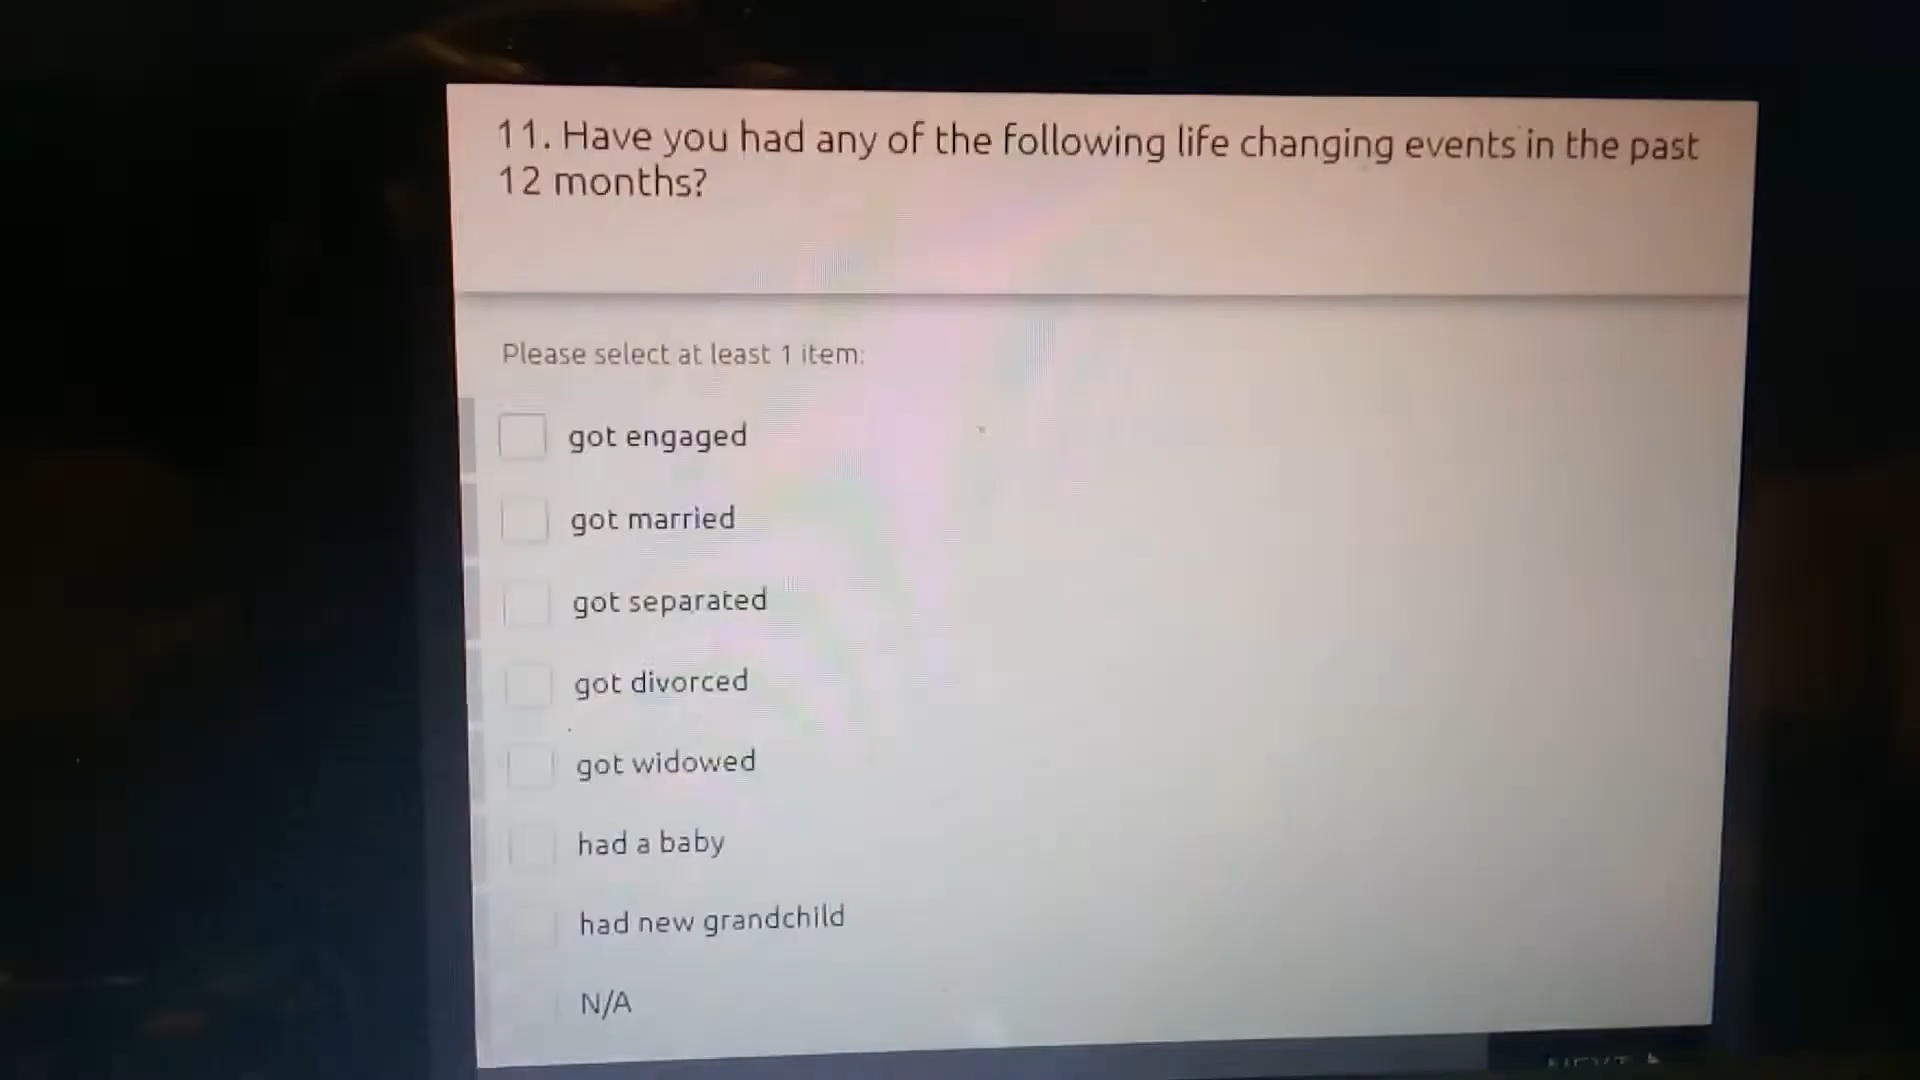 11. Have you had any of the following life changing events in the past
12 months?
Please select at least 1 item:
got engaged
got married
got separated
got divorced
got widowed
had a baby
had new grandchild
N/A